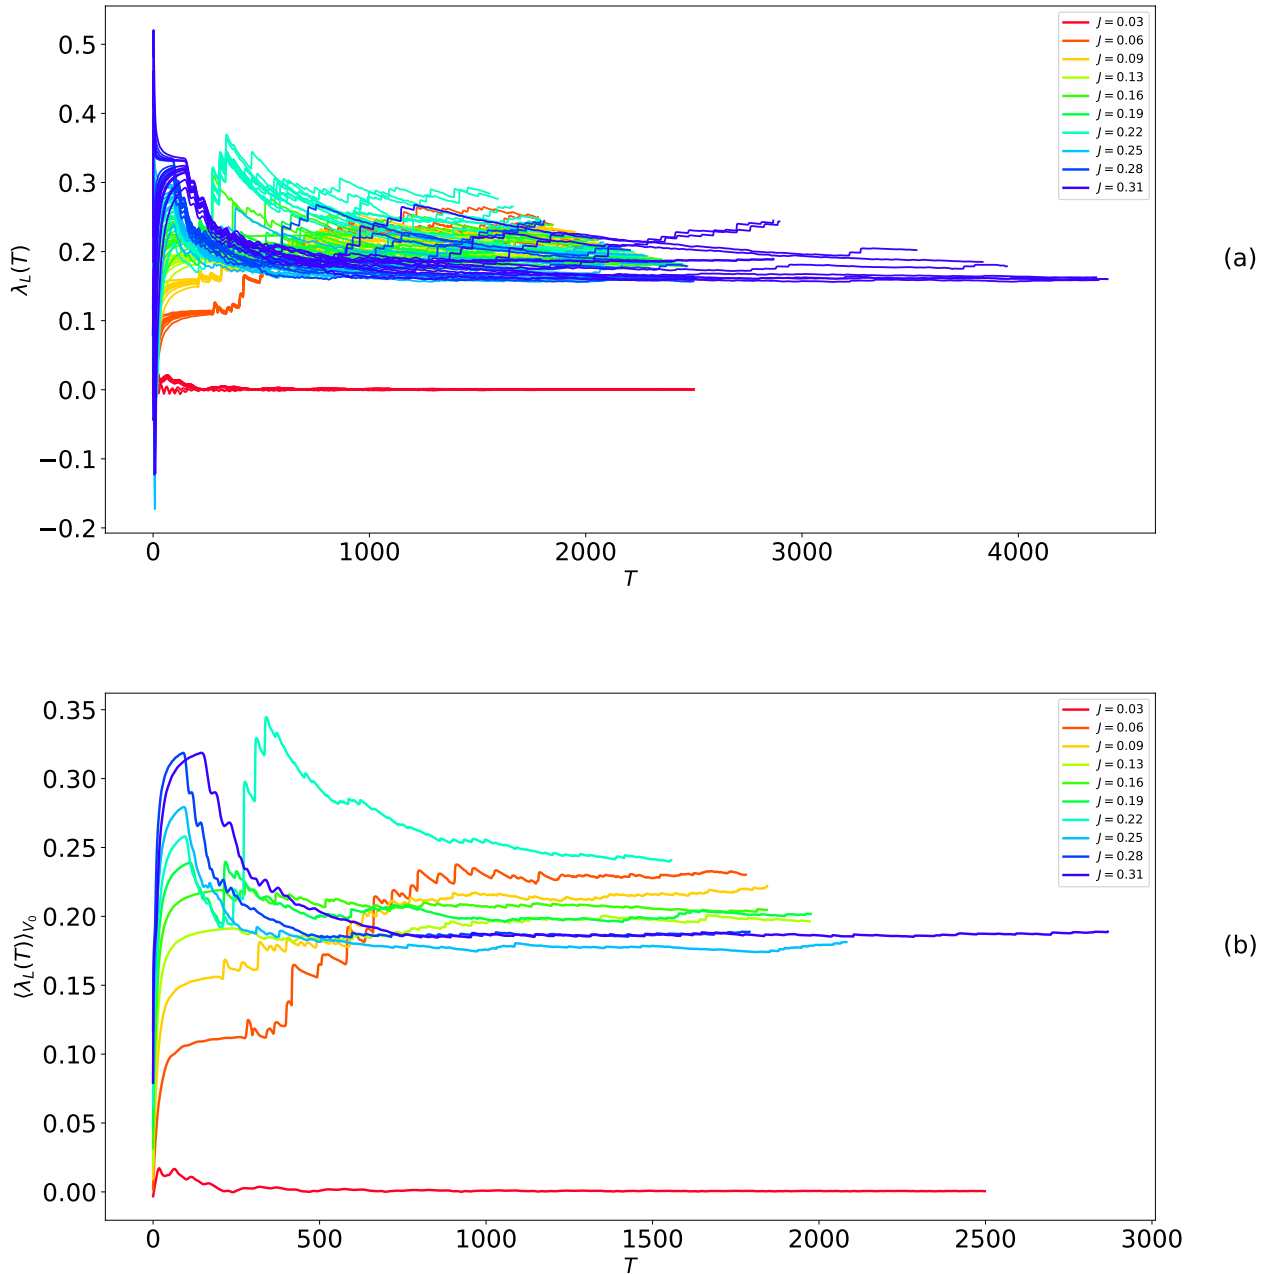 0.5
0.4
0.3
0.2
0.1
0.0
−0.1
−0.2
λ_L(T)
0 1000 2000 3000 4000
T
J = 0.03
J = 0.06
J = 0.09
J = 0.13
J = 0.16
J = 0.19
J = 0.22
J = 0.25
J = 0.28
J = 0.31
(a)
0.35
0.30
0.25
0.20
0.15
0.10
0.05
0.00
⟨λ_L(T)⟩_{V_0}
0 500 1000 1500 2000 2500 3000
T
J = 0.03
J = 0.06
J = 0.09
J = 0.13
J = 0.16
J = 0.19
J = 0.22
J = 0.25
J = 0.28
J = 0.31
(b)